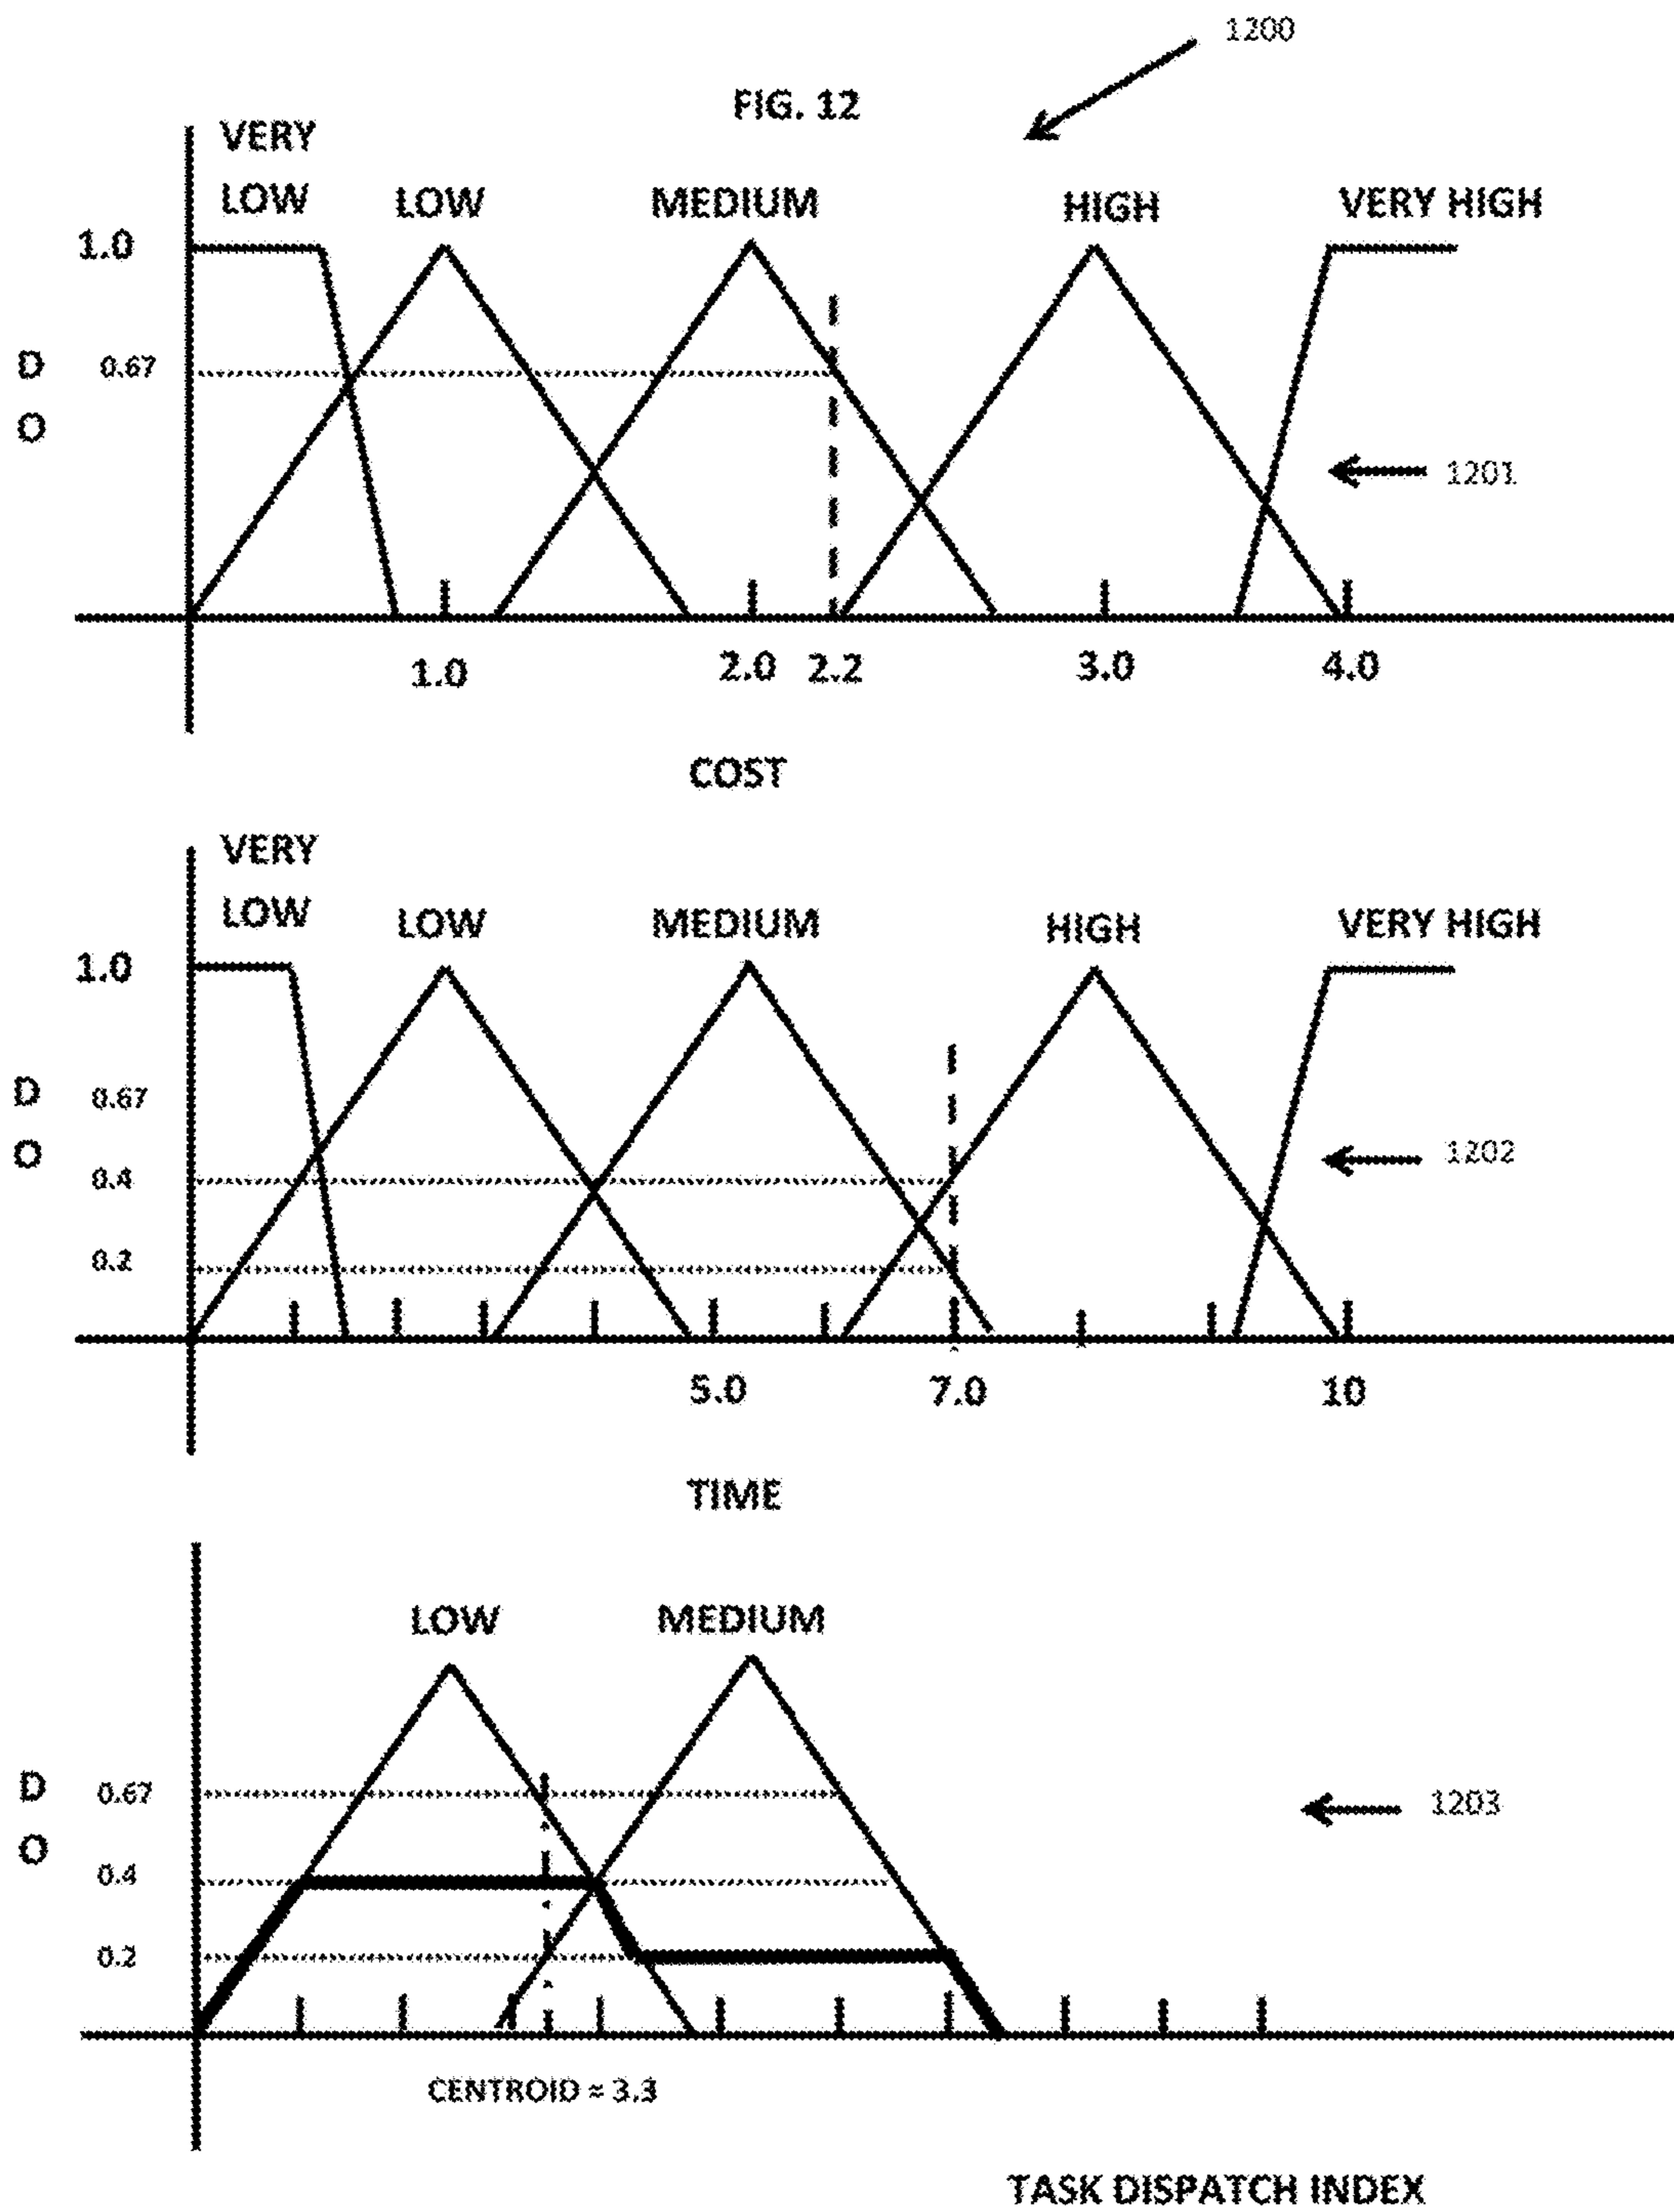 1200
FIG. 12
VERY
LOW LOW MEDIUM HIGH VERY HIGH
1.0
D 0.67
O
1201
1.0 2.0 2.2 3.0 4.0
COST
VERY
LOW LOW MEDIUM HIGH VERY HIGH
1.0
D 0.67
O 1202
0.4
0.2
5.0 7.0 10
TIME
LOW MEDIUM
D 0.67 1203
O
0.4
0.2
CENTROID = 3.3
TASK DISPATCH INDEX